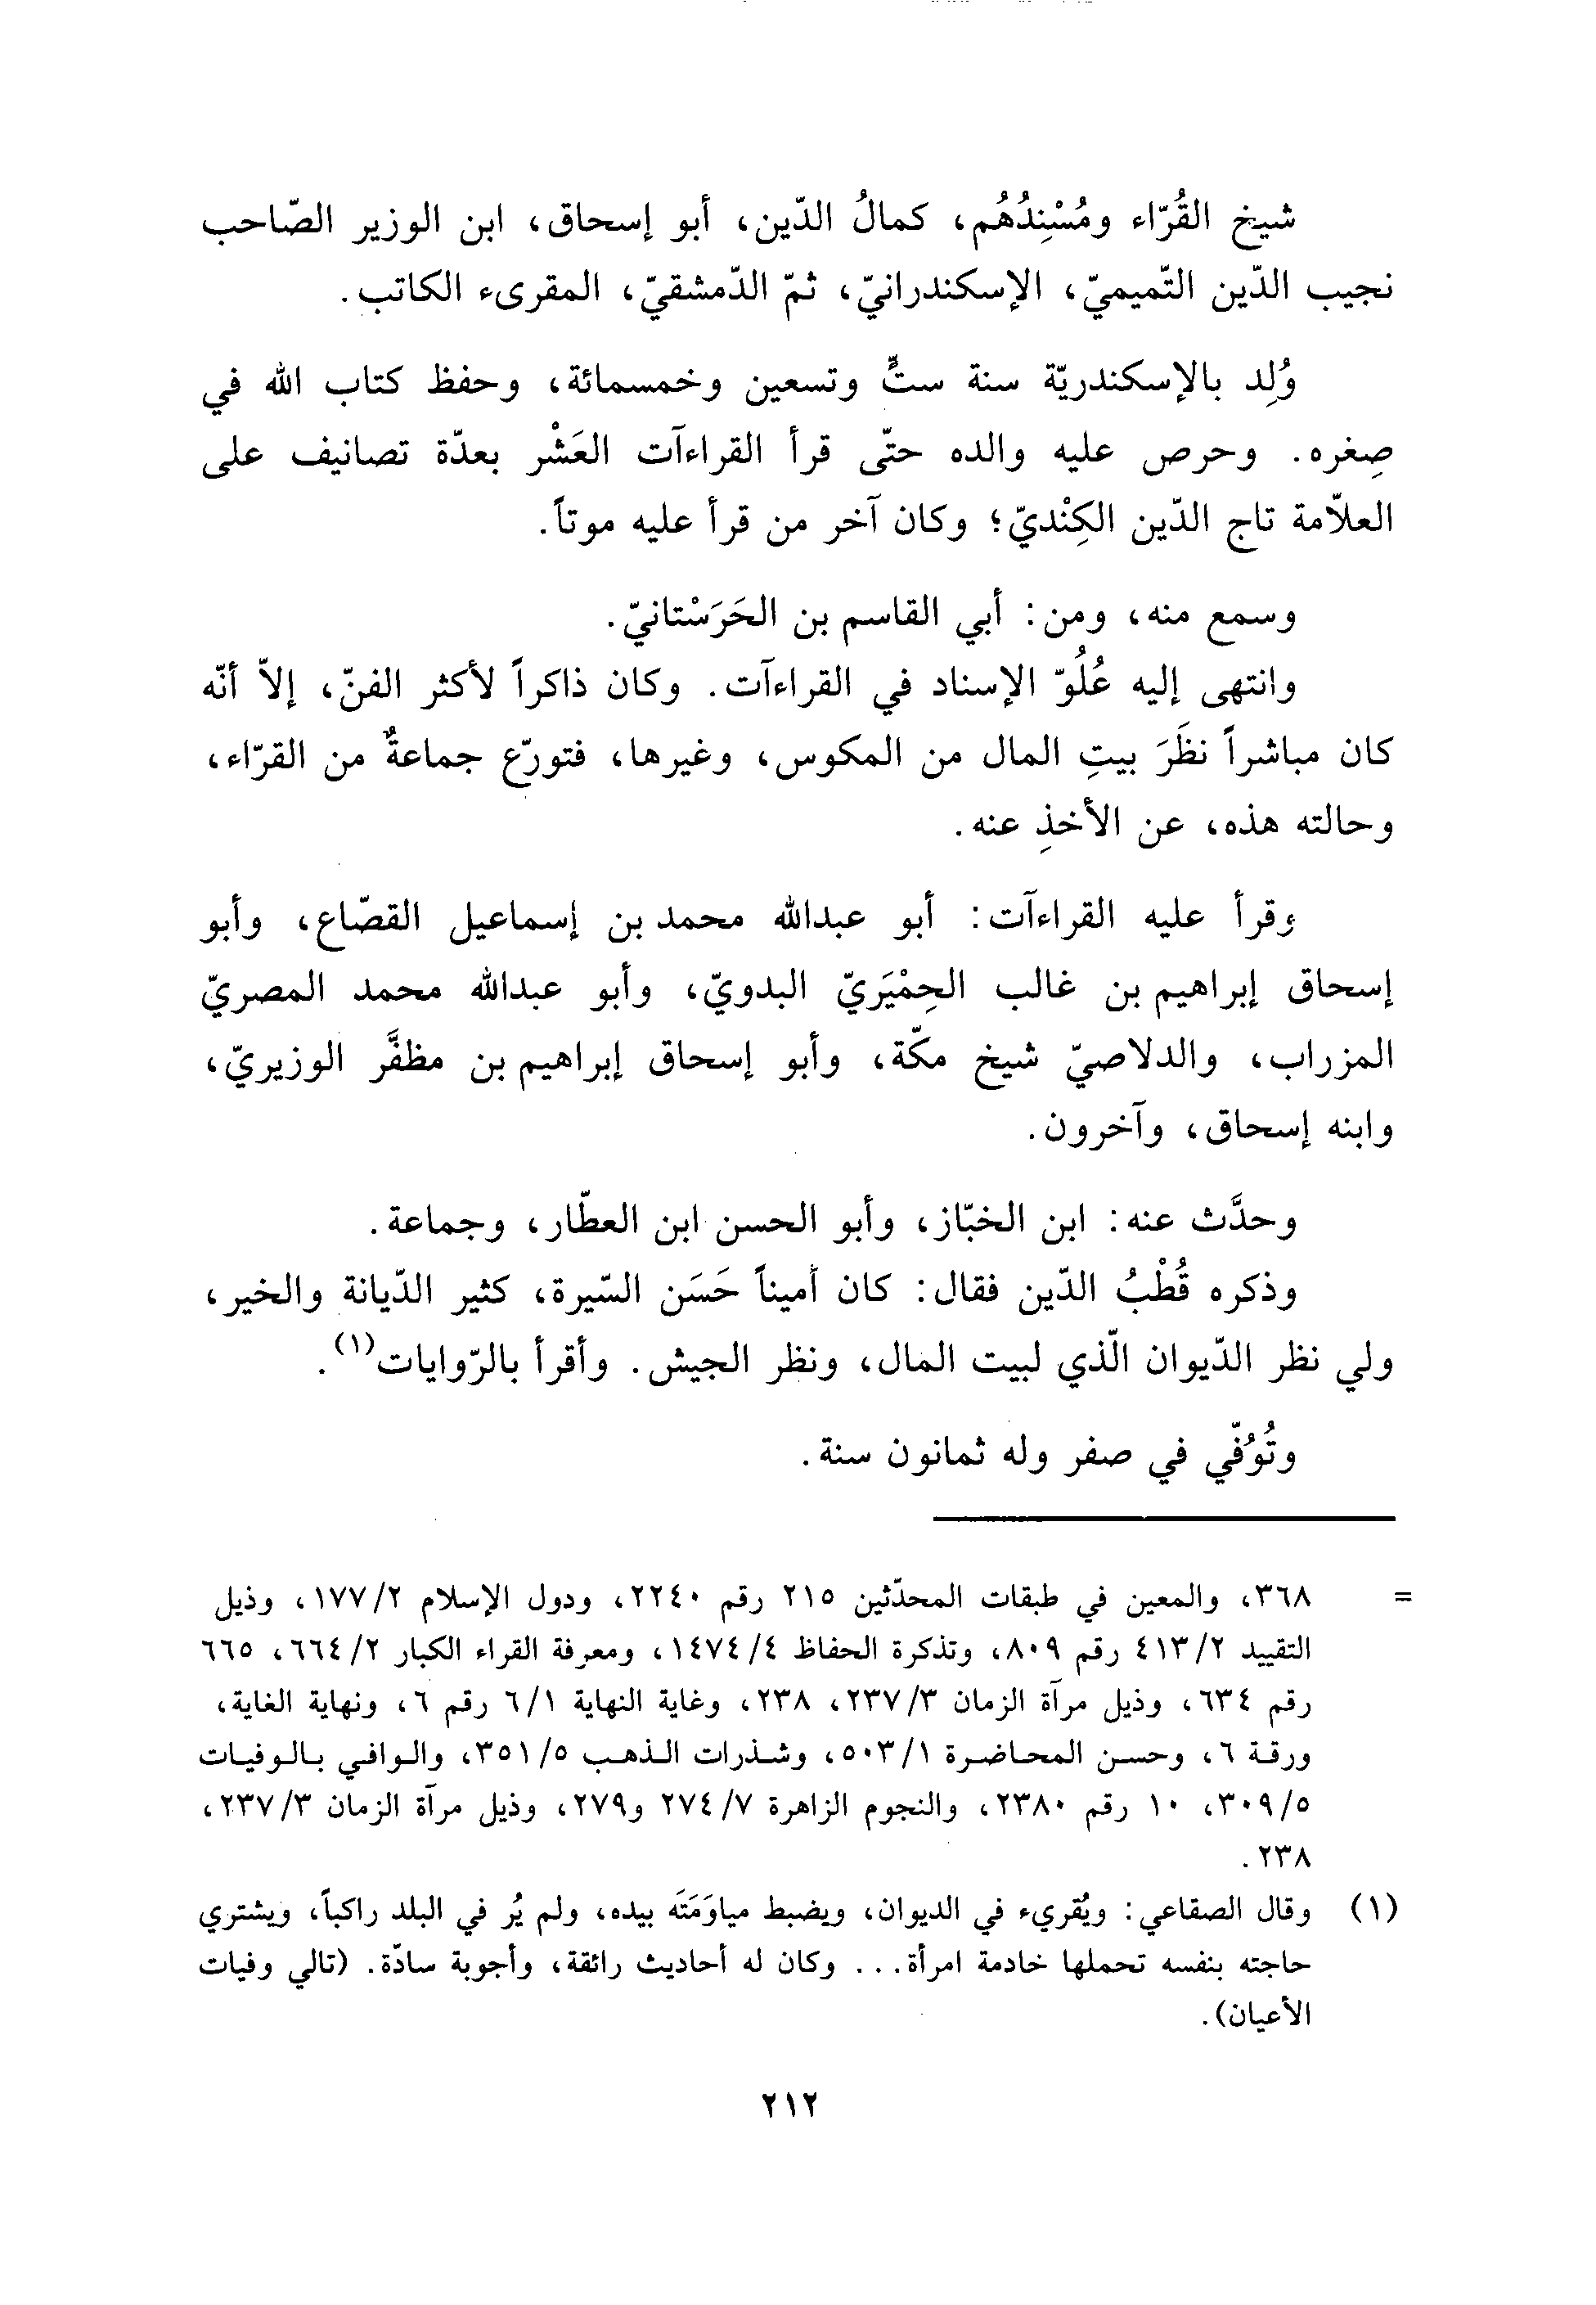 شيخ القُرّاء ومُسْنِدُهُم، كمالُ الدّين، أبو إسحاق، ابن الوزير الصّاحب
نجيب الدّين التّميميّ، الإسكندرانيّ، ثمّ الدّمشقيّ، المقرىء الكاتب.
وُلِد بالإسكندريّة سنة ستٍّ وتسعين وخمسمائة، وحفظ كتاب الله في
صِغره. وحرص عليه والده حتّى قرأ القراءآت العَشْر بعدّة تصانيف على
العلاّمة تاج الدّين الكِنْديّ؛ وكان آخر من قرأ عليه موتاً.
وسمع منه، ومن: أبي القاسم بن الحَرَسْتانيّ.
وانتهى إليه عُلُوّ الإسناد في القراءآت. وكان ذاكراً لأكثر الفنّ، إلاّ أنّه
كان مباشراً نظَرَ بيتِ المال من المكوس، وغيرها، فتورّع جماعةٌ من القرّاء،
وحالته هذه، عن الأخذِ عنه.
وقرأ عليه القراءآت: أبو عبدالله محمد بن إسماعيل القصّاع، وأبو
إسحاق إبراهيم بن غالب الحِمْيَريّ البدويّ، وأبو عبدالله محمد المصريّ
المزراب، والدلاصيّ شيخ مكّة، وأبو إسحاق إبراهيم بن مظفَّر الوزيريّ،
وابنه إسحاق، وآخرون.
وحدَّث عنه: ابن الخبّاز، وأبو الحسن ابن العطّار، وجماعة.
وذكره قُطْبُ الدّين فقال: كان أميناً حَسَن السّيرة، كثير الدّيانة والخير،
ولي نظر الدّيوان الّذي لبيت المال، ونظر الجيش. وأقرأ بالرّوايات(١).
وتُوُفّي في صفر وله ثمانون سنة.
= ٣٦٨، والمعين في طبقات المحدّثين ٢١٥ رقم ٢٢٤٠، ودول الإسلام ١٧٧/٢، وذيل
التقييد ٤١٣/٢ رقم ٨٠٩، وتذكرة الحفاظ ١٤٧٤/٤، ومعرفة القراء الكبار ٦٦٤/٢، ٦٦٥
رقم ٦٣٤، وذيل مرآة الزمان ٢٣٧/٣، ٢٣٨، وغاية النهاية ٦/١ رقم ٦، ونهاية الغاية،
ورقة ٦، وحسن المحاضرة ٥٠٣/١، وشذرات الذهب ٣٥١/٥، والوافي بالوفيات
٣٠٩/٥، ١٠ رقم ٢٣٨٠، والنجوم الزاهرة ٢٧٤/٧ و٢٧٩، وذيل مرآة الزمان ٢٣٧/٣،
٢٣٨.
(١) وقال الصقاعي: ويُقريء في الديوان، ويضبط مياوَمَتَه بيده، ولم يُر في البلد راكباً، ويشتري
حاجته بنفسه تحملها خادمة امرأة... وكان له أحاديث رائقة، وأجوبة سادّة. (تالي وفيات
الأعيان).
٢١٢